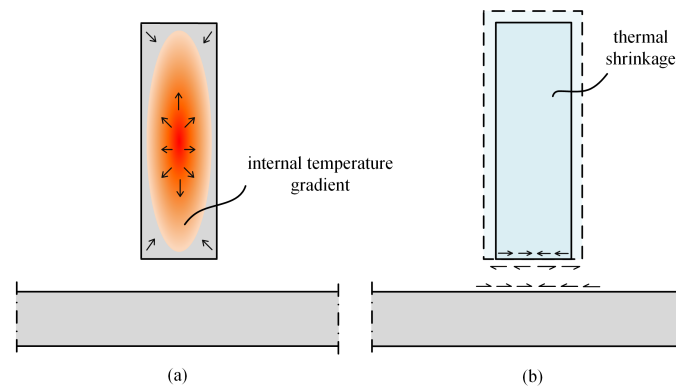 thermal
shrinkage
internal temperature
gradient
(a)
(b)